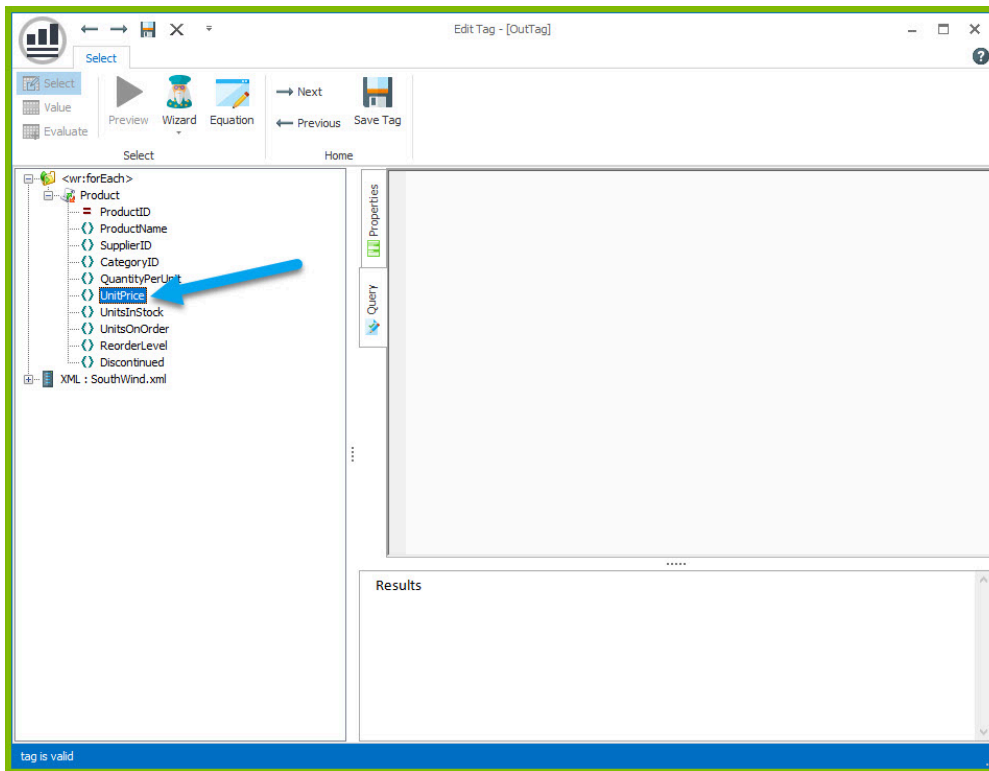 Edit Tag - [OutTag]
Select
Select
Value
Evaluate
Preview
Wizard
Equation
Next
Previous
Save Tag
Select
Home
<wr:forEach>
Product
ProductID
ProductName
SupplierID
CategoryID
QuantityPerUnit
UnitPrice
UnitsInStock
UnitsOnOrder
ReorderLevel
Discontinued
XML : SouthWind.xml
Properties
Query
Results
tag is valid